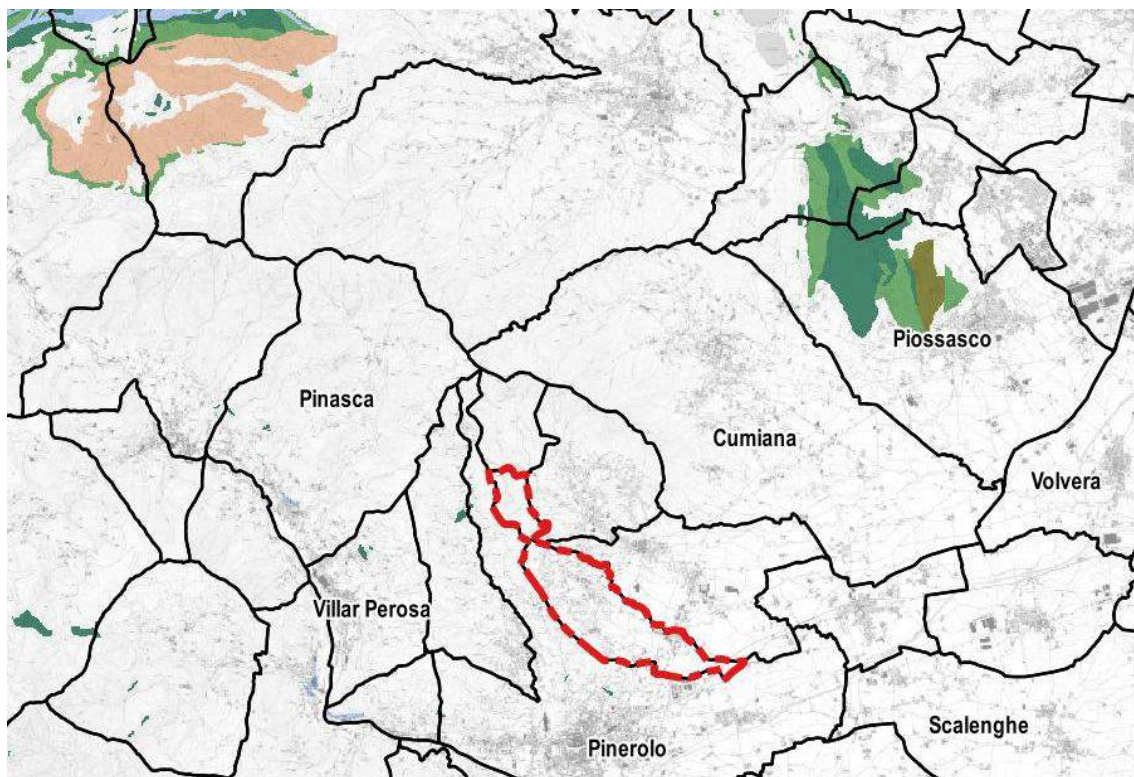 Piossasco
Pinasca
Cumiana
Volvera
Villar Perosa
Scalenghe
Pinerolo